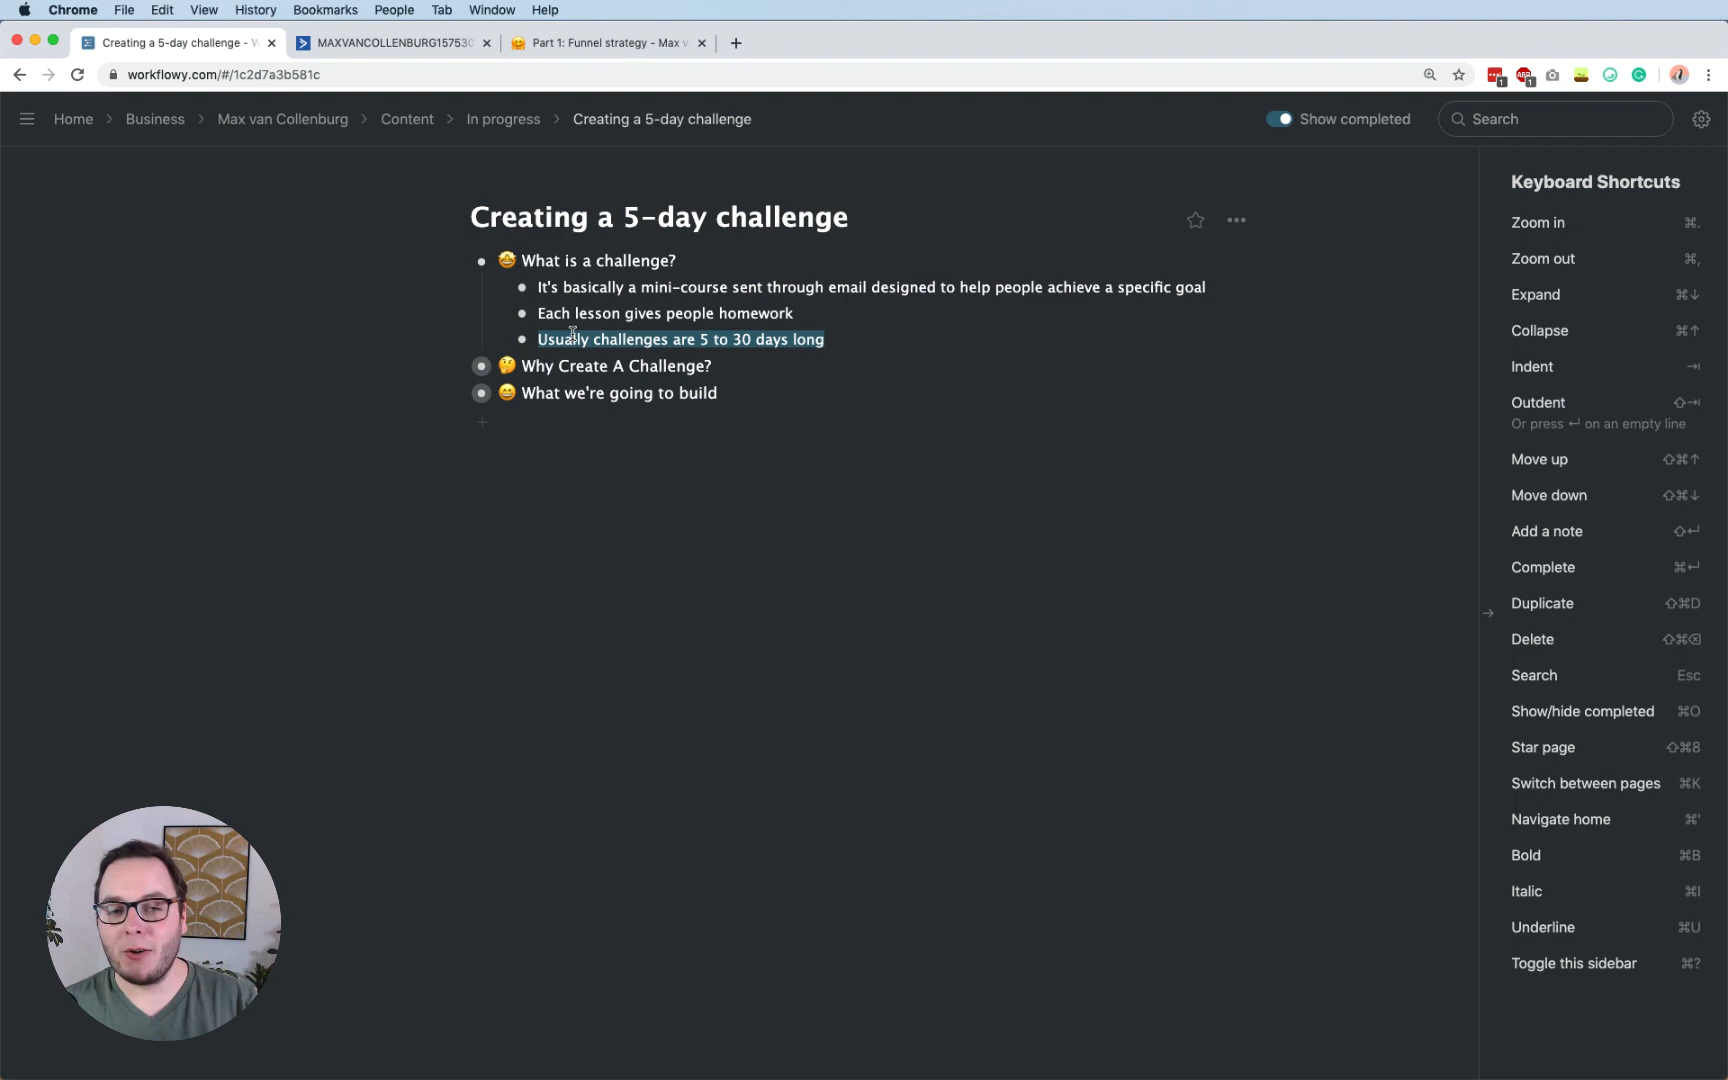 Chrome File Edit View History Bookmarks People Tab Window Help
Creating a 5-day challenge - W
MAXVANCOLLENBURG157530
Part 1: Funnel strategy - Max v
workflowy.com/#/1c2d7a3b581c
1
ABP
1
Home > Business > Max van Collenburg > Content > In progress > Creating a 5-day challenge
Show completed
Search
Creating a 5-day challenge
🤩 What is a challenge?
It's basically a mini-course sent through email designed to help people achieve a specific goal
Each lesson gives people homework
Usually challenges are 5 to 30 days long
🤔 Why Create A Challenge?
😄 What we're going to build
Keyboard Shortcuts
Zoom in ⌘.
Zoom out ⌘,
Expand ⌘↓
Collapse ⌘↑
Indent ⇥
Outdent ⇧⇥
Or press ↵ on an empty line
Move up ⇧⌘↑
Move down ⇧⌘↓
Add a note ⇧↵
Complete ⌘↵
Duplicate ⇧⌘D
Delete ⇧⌘⌫
Search Esc
Show/hide completed ⌘O
Star page ⇧⌘8
Switch between pages ⌘K
Navigate home ⌘'
Bold ⌘B
Italic ⌘I
Underline ⌘U
Toggle this sidebar ⌘?